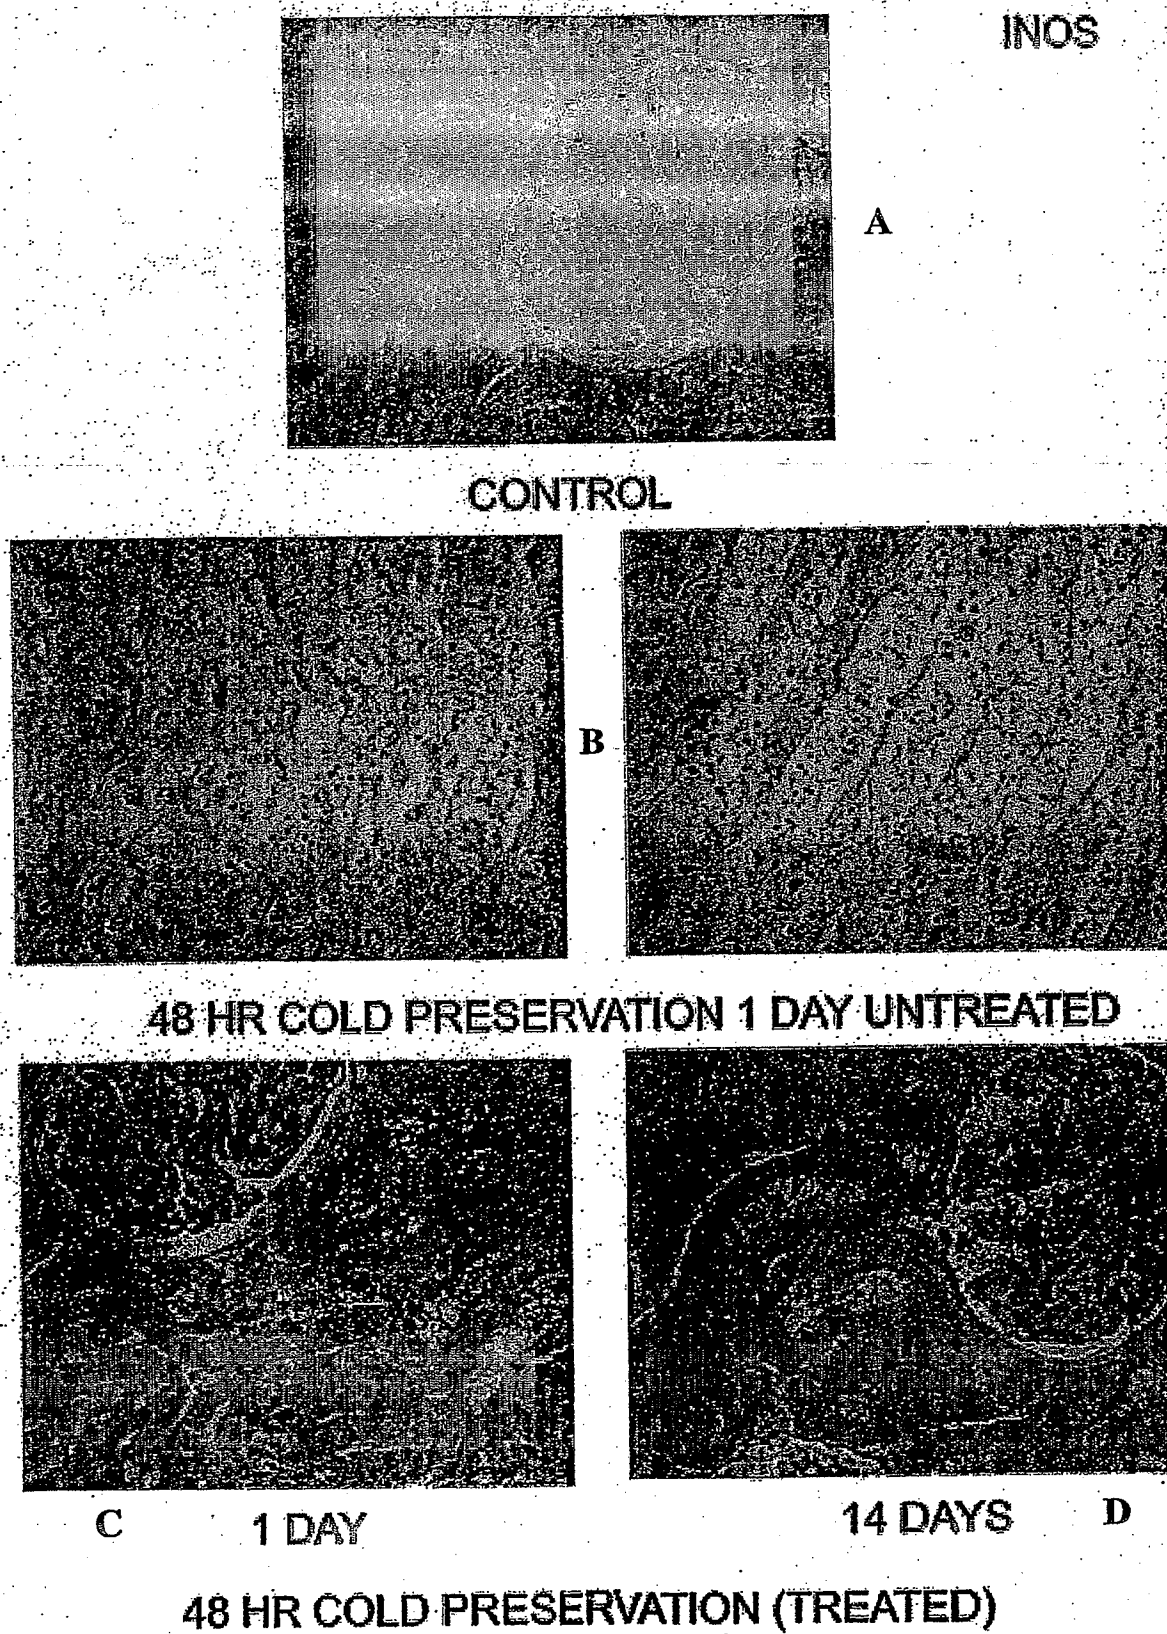 INOS
A
CONTROL
B
48 HR COLD PRESERVATION 1 DAY UNTREATED
C 1 DAY 14 DAYS D
48 HR COLD PRESERVATION (TREATED)